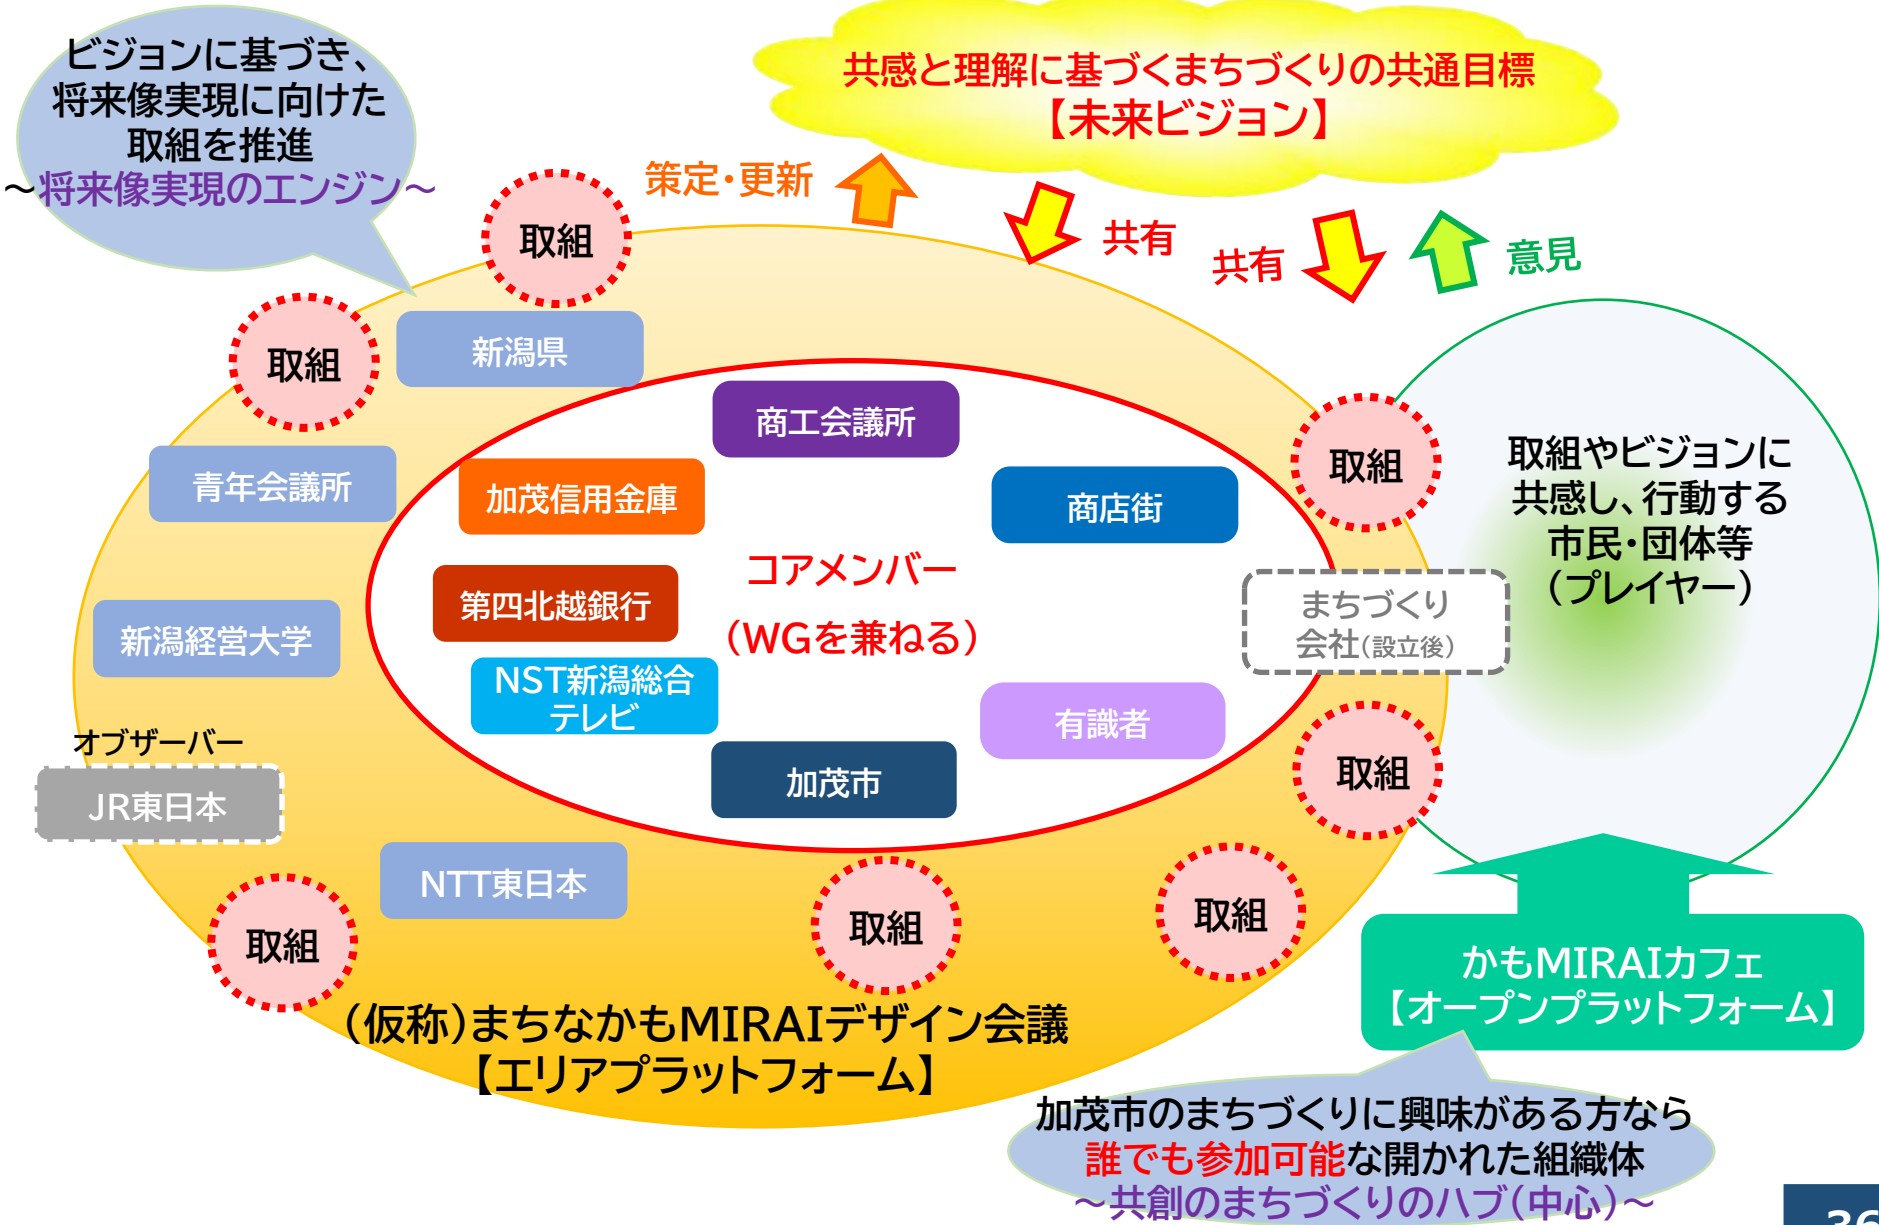 ビジョンに基づき、
将来像実現に向けた
取組を推進
～将来像実現のエンジン～
共感と理解に基づくまちづくりの共通目標
【未来ビジョン】
策定・更新
共有
共有
意見
取組
取組
新潟県
商工会議所
青年会議所
加茂信用金庫
商店街
取組
取組やビジョンに
共感し、行動する
市民・団体等
（プレイヤー）
コアメンバー
（WGを兼ねる）
第四北越銀行
新潟経営大学
まちづくり
会社（設立後）
NST新潟総合
テレビ
有識者
オブザーバー
JR東日本
加茂市
取組
NTT東日本
取組
取組
取組
かもMIRAIカフェ
【オープンプラットフォーム】
（仮称）まちなかもMIRAIデザイン会議
【エリアプラットフォーム】
加茂市のまちづくりに興味がある方なら
誰でも参加可能な開かれた組織体
～共創のまちづくりのハブ（中心）～